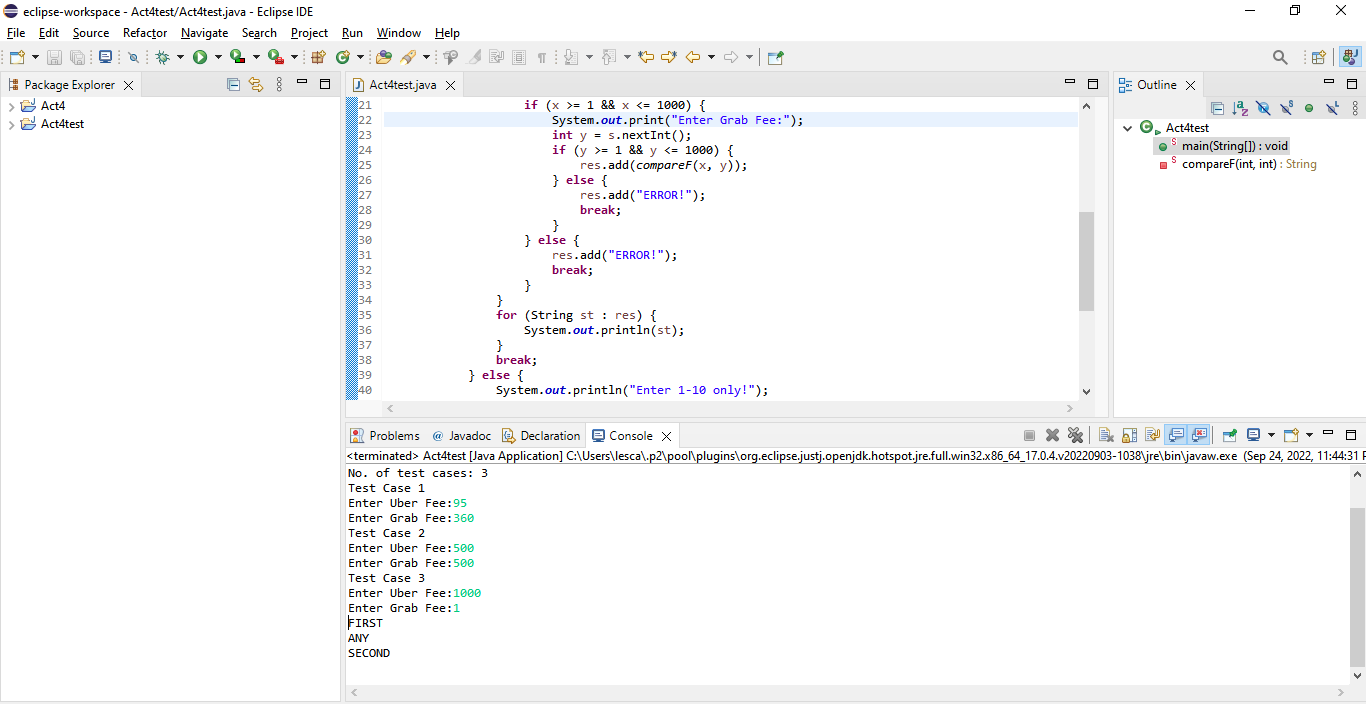 eclipse-workspace - Act4test/Act4test.java - Eclipse IDE
File Edit Source Refactor Navigate Search Project Run Window Help
Package Explorer
Act4
Act4test
Act4test.java
21 if (x >= 1 && x <= 1000) {
22 System.out.print("Enter Grab Fee:");
23 int y = s.nextInt();
24 if (y >= 1 && y <= 1000) {
25 res.add(compareF(x, y));
26 } else {
27 res.add("ERROR!");
28 break;
29 }
30 } else {
31 res.add("ERROR!");
32 break;
33 }
34 }
35 for (String st : res) {
36 System.out.println(st);
37 }
38 break;
39 } else {
40 System.out.println("Enter 1-10 only!");
Outline
Act4test
main(String[]) : void
compareF(int, int) : String
Problems Javadoc Declaration Console
<terminated> Act4test [Java Application] C:\Users\lesca\.p2\pool\plugins\org.eclipse.justj.openjdk.hotspot.jre.full.win32.x86_64_17.0.4.v20220903-1038\jre\bin\javaw.exe (Sep 24, 2022, 11:44:31 P
No. of test cases: 3
Test Case 1
Enter Uber Fee:95
Enter Grab Fee:360
Test Case 2
Enter Uber Fee:500
Enter Grab Fee:500
Test Case 3
Enter Uber Fee:1000
Enter Grab Fee:1
FIRST
ANY
SECOND